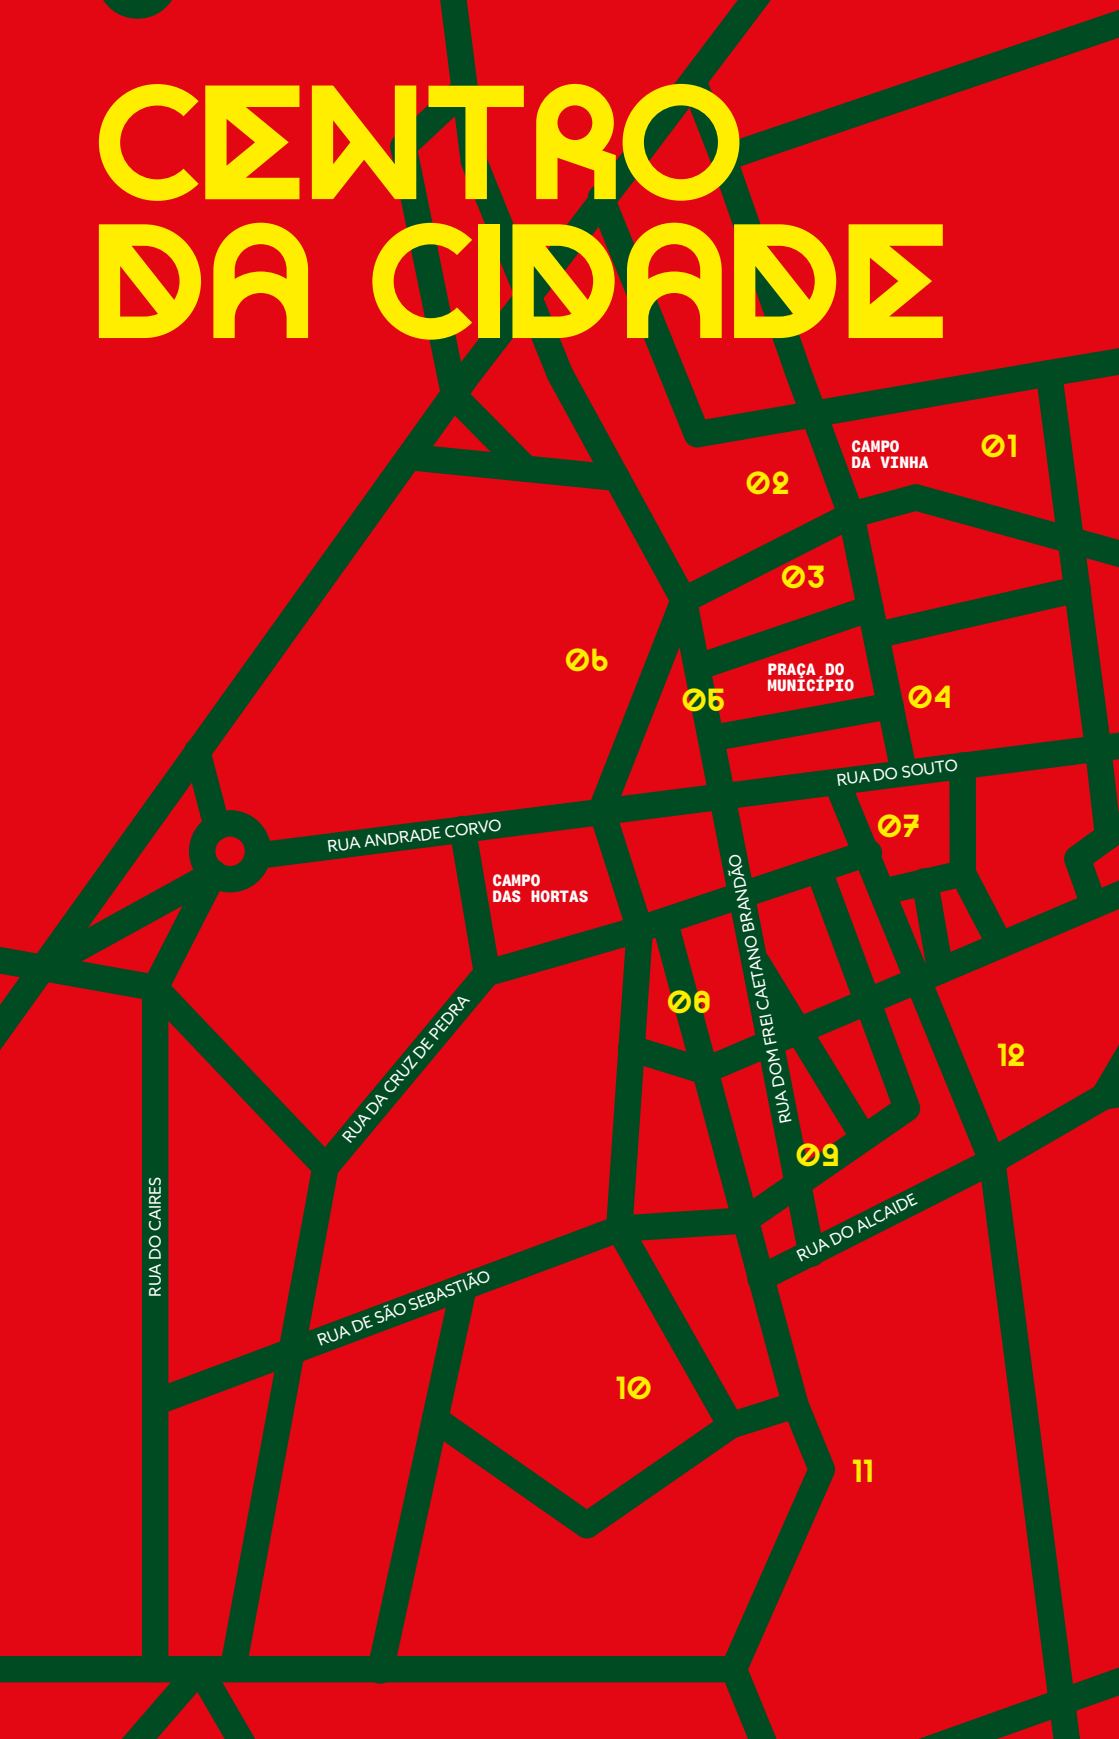 CENTRO
DA CIDADE
CAMPO
DA VINHA
01
02
03
06
PRAÇA DO
MUNICÍPIO
05
04
RUA DO SOUTO
RUA ANDRADE CORVO
07
CAMPO
DAS HORTAS
RUA DOM FREI CAETANO BRANDÃO
08
RUA DA CRUZ DE PEDRA
12
09
RUA DO CAIRES
RUA DO ALCAIDE
RUA DE SÃO SEBASTIÃO
10
11